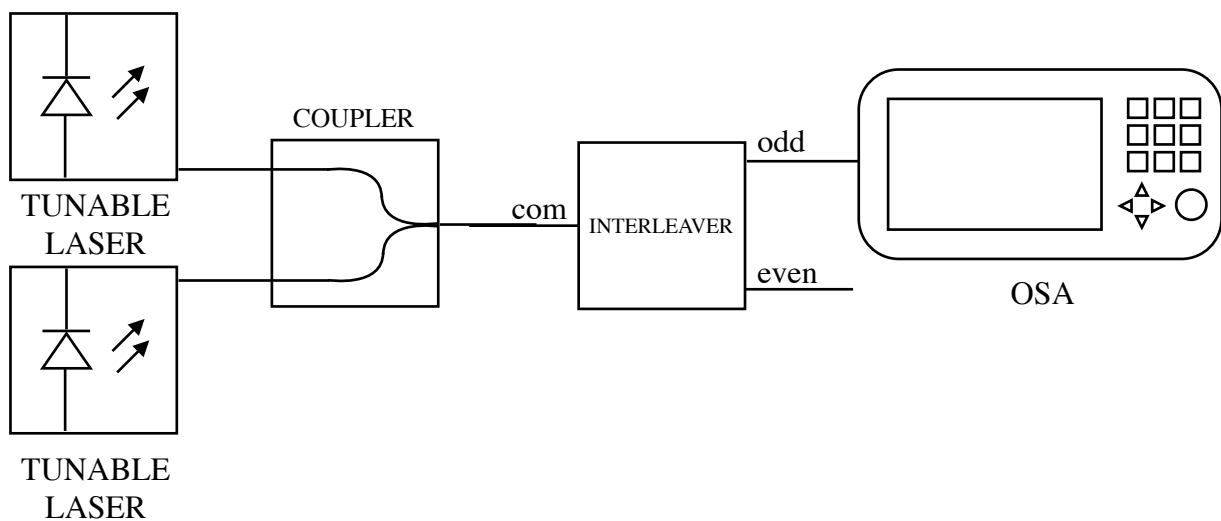 COUPLER
odd
TUNABLE
LASER
com
INTERLEAVER
even
OSA
TUNABLE
LASER